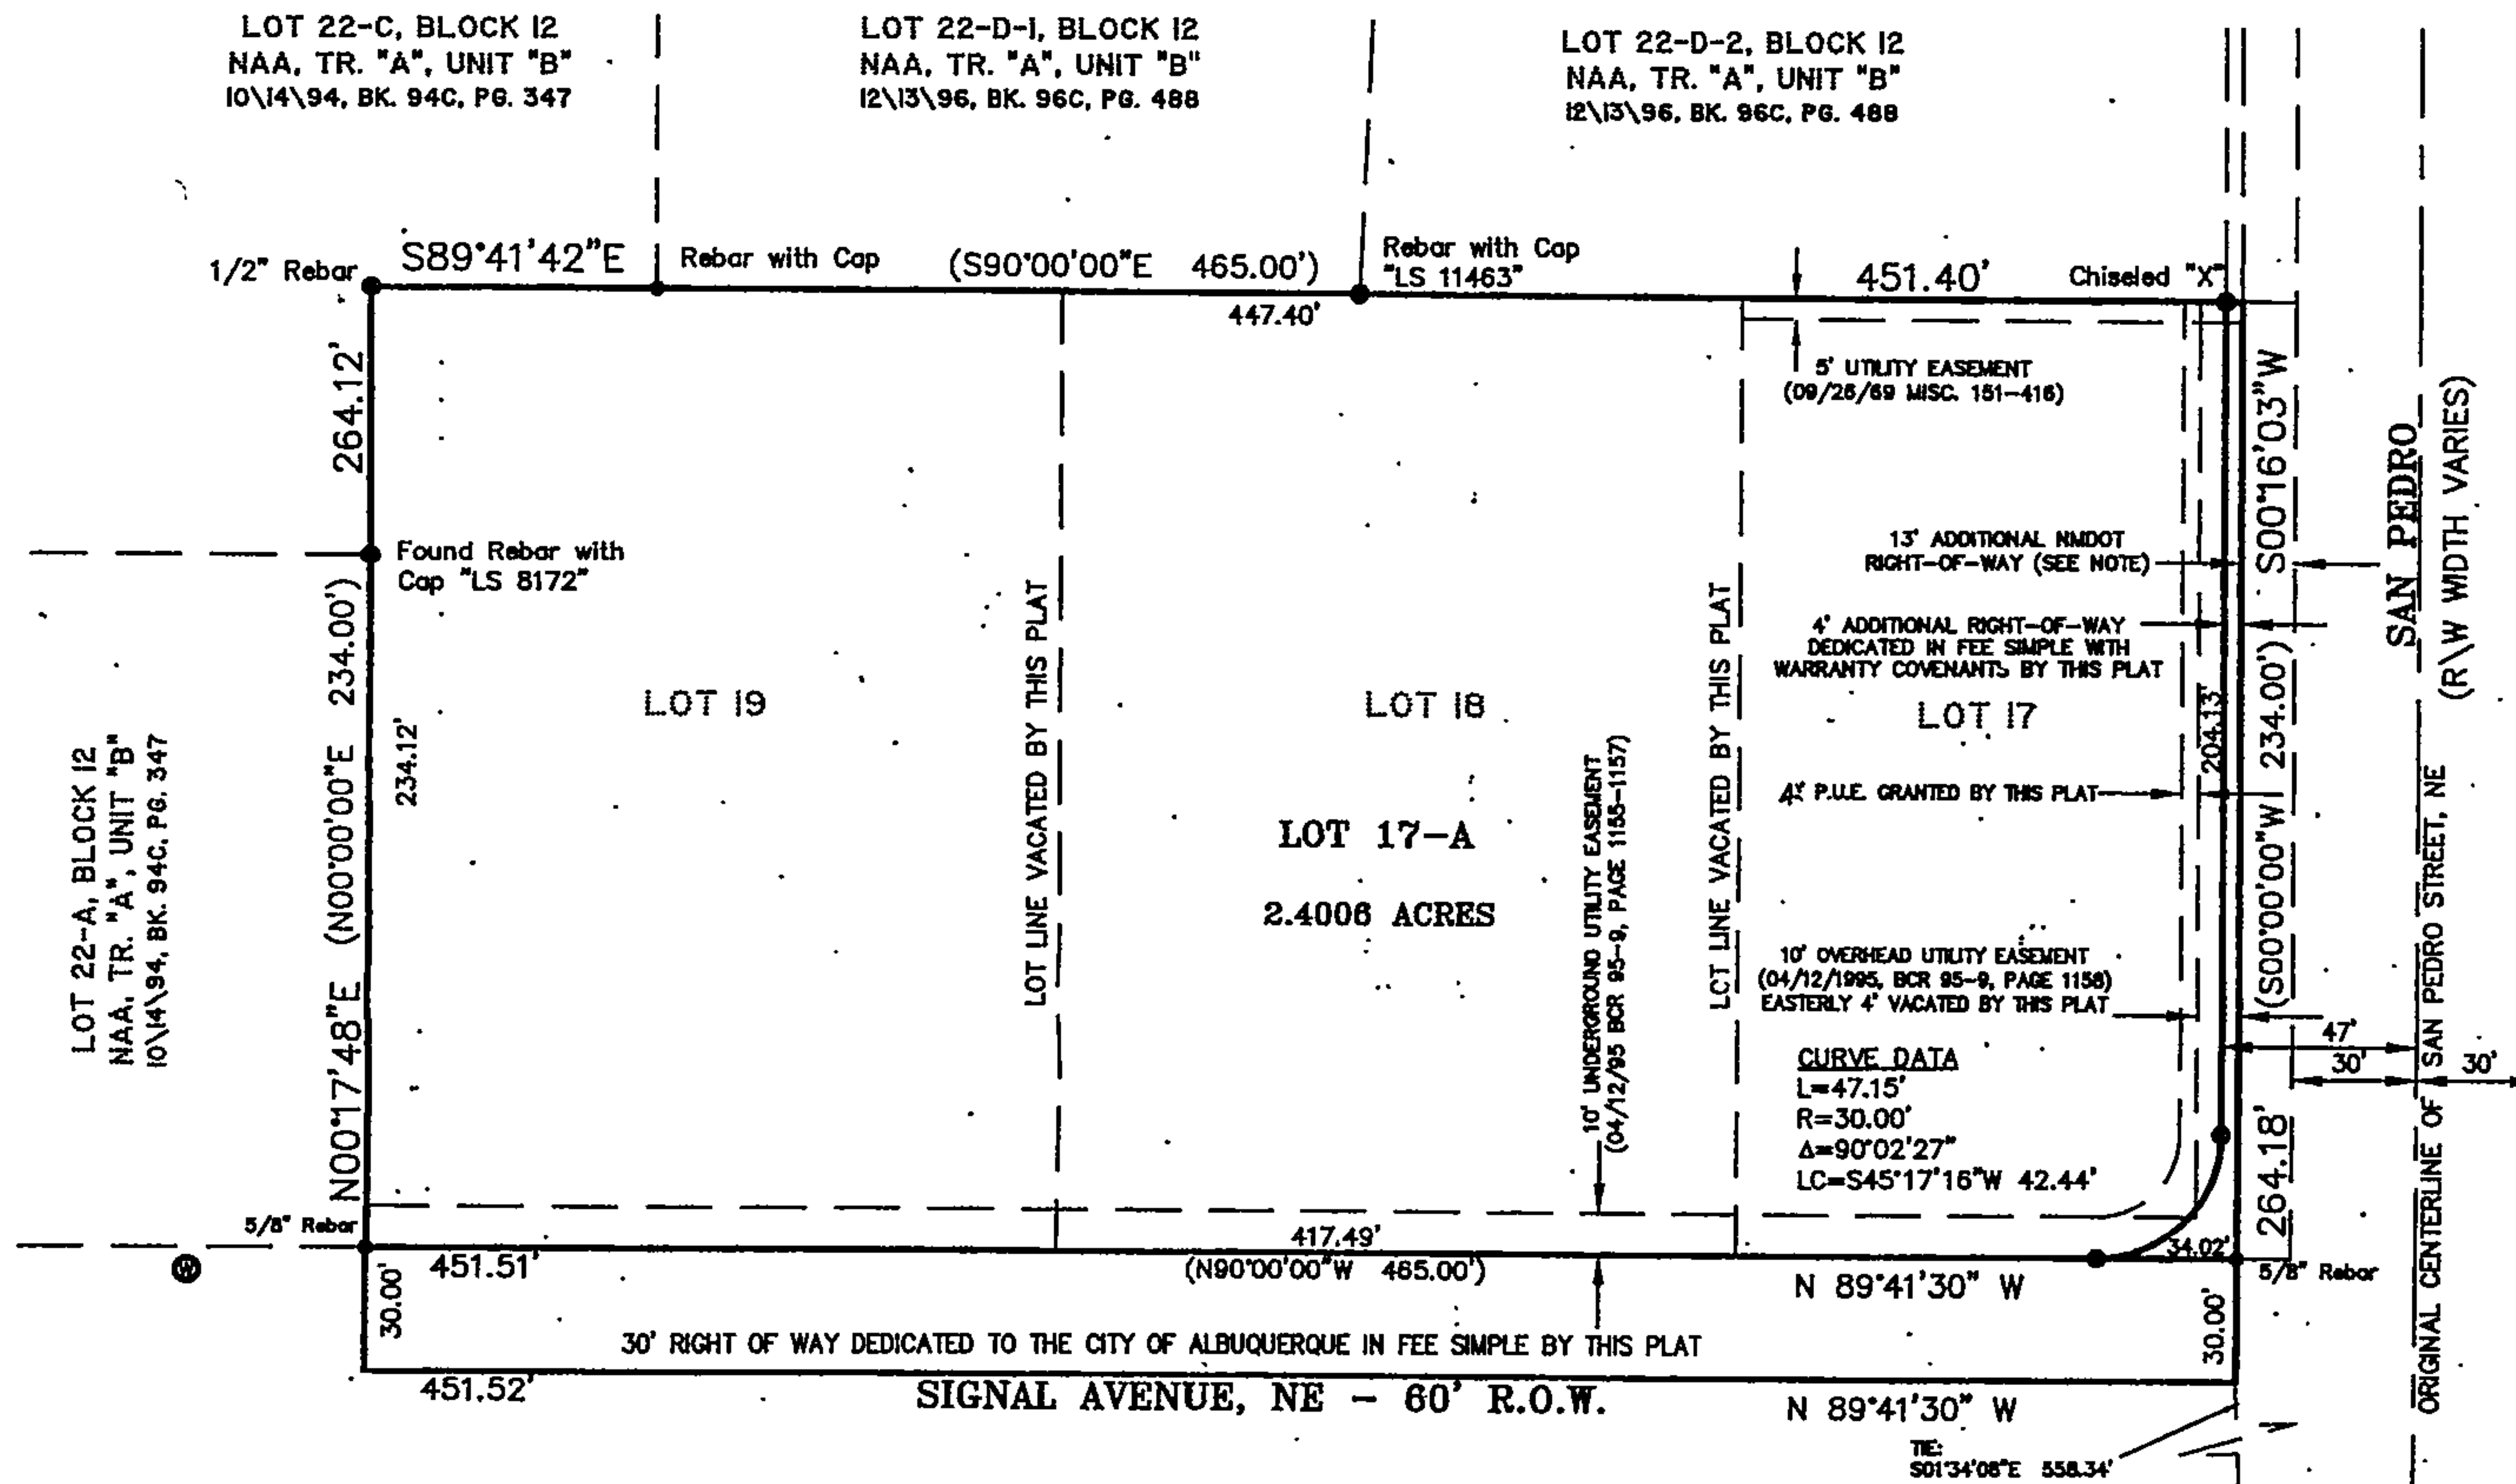 LOT 22-C, BLOCK 12
NAA, TR. "A", UNIT "B"
10\14\94, BK. 94C, PG. 347
LOT 22-D-1, BLOCK 12
NAA, TR. "A", UNIT "B"
12\13\96, BK. 96C, PG. 488
LOT 22-D-2, BLOCK 12
NAA, TR. "A", UNIT "B"
12\13\96, BK. 96C, PG. 488
1/2" Rebar
S89°41'42"E
Rebar with Cap
(S90°00'00"E 465.00')
447.40'
Rebar with Cap
"LS 11463"
451.40'
Chiseled "X"
264.12'
5' UTILITY EASEMENT
(09/26/69 MISC. 151-416)
S00°16'03"W
Found Rebar with
Cap "LS 8172"
13' ADDITIONAL NMDOT
RIGHT-OF-WAY (SEE NOTE)
4' ADDITIONAL RIGHT-OF-WAY
DEDICATED IN FEE SIMPLE WITH
WARRANTY COVENANTS BY THIS PLAT
SAN PEDRO
(R\W WIDTH VARIES)
LOT 19
LOT LINE VACATED BY THIS PLAT
LOT 18
LOT LINE VACATED BY THIS PLAT
LOT 17
204.13'
(S00°00'00"W 234.00')
(N00°00'00"E 234.00')
234.12'
LOT 22-A, BLOCK 12
NAA, TR. "A", UNIT "B"
10\14\94, BK. 94C, PG. 347
4' P.U.E. GRANTED BY THIS PLAT
LOT 17-A
2.4006 ACRES
10' UNDERGROUND UTILITY EASEMENT
(04/12/95 BCR 95-9, PAGE 1155-1157)
10' OVERHEAD UTILITY EASEMENT
(04/12/1995, BCR 95-9, PAGE 1158)
EASTERLY 4' VACATED BY THIS PLAT
47'
30'
30'
ORIGINAL CENTERLINE OF SAN PEDRO STREET, NE
N00°17'48"E
CURVE DATA
L=47.15'
R=30.00'
Δ=90°02'27"
LC=S45°17'16"W 42.44'
264.18'
5/8" Rebar
451.51'
417.49'
(N90°00'00"W 465.00')
34.02'
N 89°41'30" W
5/8" Rebar
30.00'
30' RIGHT OF WAY DEDICATED TO THE CITY OF ALBUQUERQUE IN FEE SIMPLE BY THIS PLAT
30.00'
451.52'
SIGNAL AVENUE, NE - 60' R.O.W.
N 89°41'30" W
TIE:
S01°34'08"E 558.34'